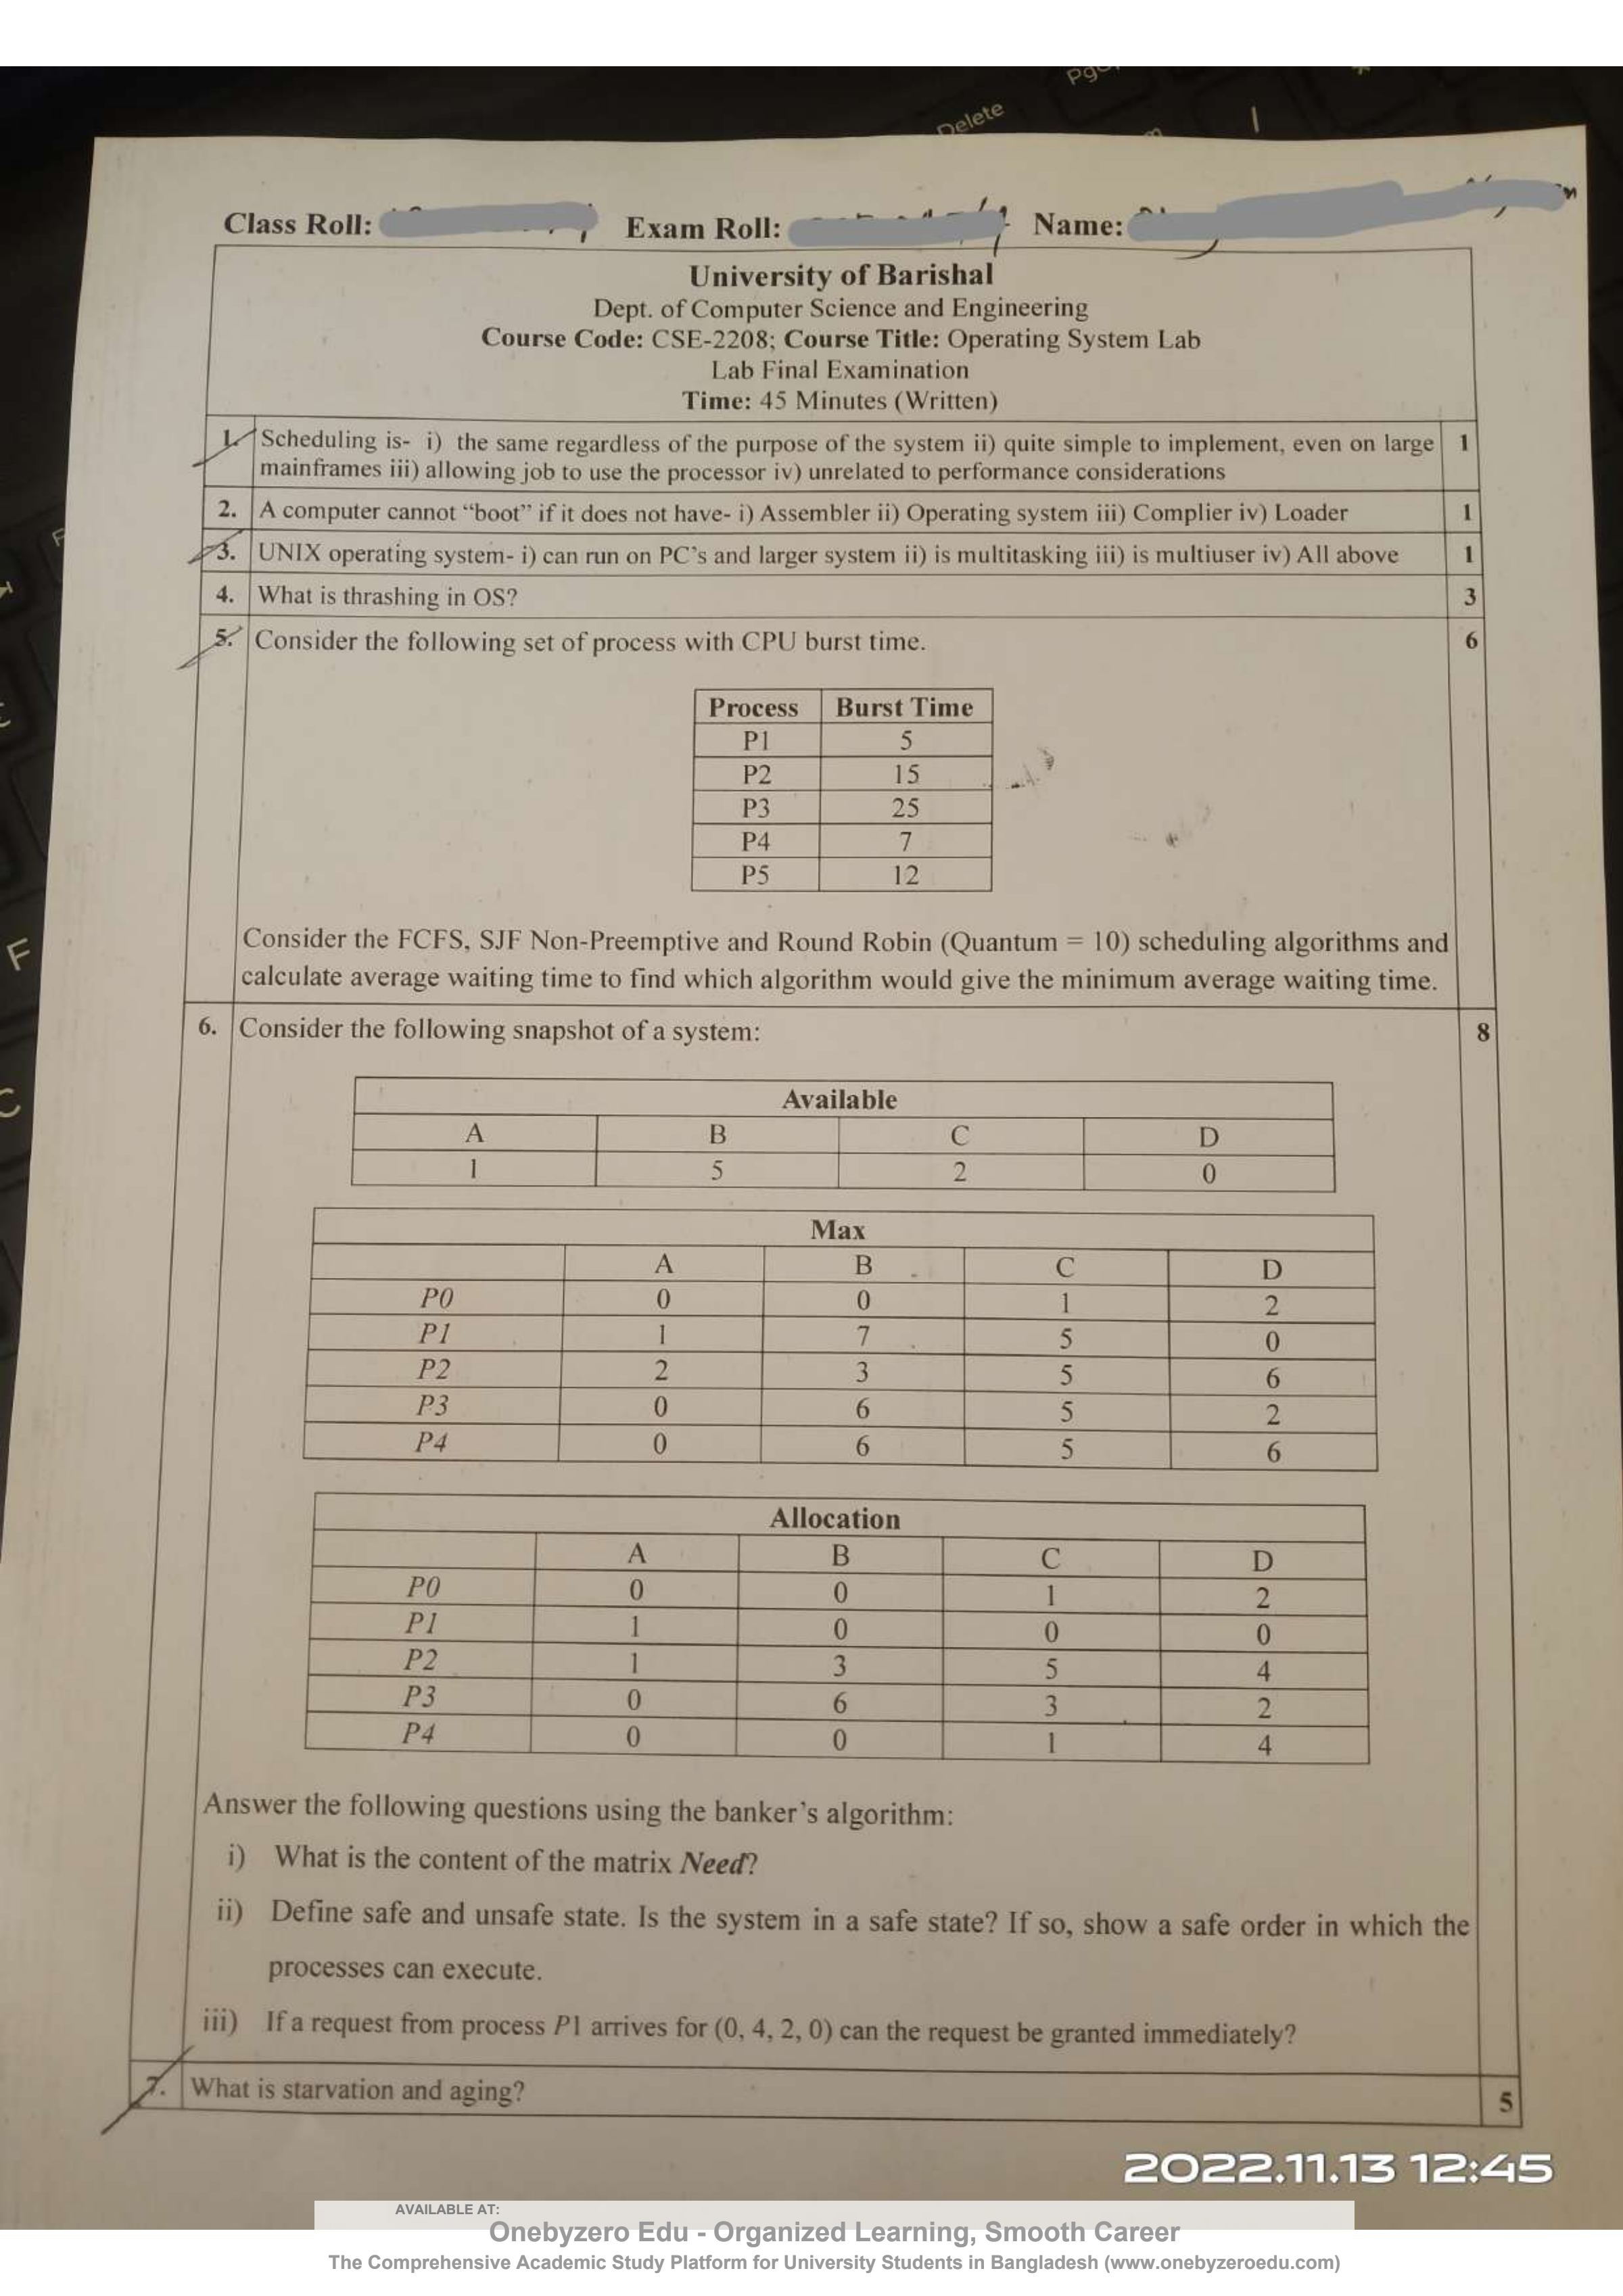 Delete
Class Roll: Exam Roll: Name:
University of Barishal
Dept. of Computer Science and Engineering
Course Code: CSE-2208; Course Title: Operating System Lab
Lab Final Examination
Time: 45 Minutes (Written)
1. Scheduling is- i) the same regardless of the purpose of the system ii) quite simple to implement, even on large 1
mainframes iii) allowing job to use the processor iv) unrelated to performance considerations
2. A computer cannot “boot” if it does not have- i) Assembler ii) Operating system iii) Complier iv) Loader 1
3. UNIX operating system- i) can run on PC’s and larger system ii) is multitasking iii) is multiuser iv) All above 1
4. What is thrashing in OS? 3
5. Consider the following set of process with CPU burst time. 6
Process Burst Time
P1 5
P2 15
P3 25
P4 7
P5 12
Consider the FCFS, SJF Non-Preemptive and Round Robin (Quantum = 10) scheduling algorithms and
calculate average waiting time to find which algorithm would give the minimum average waiting time.
6. Consider the following snapshot of a system: 8
Available
A B C D
1 5 2 0
Max
A B C D
P0 0 0 1 2
P1 1 7 5 0
P2 2 3 5 6
P3 0 6 5 2
P4 0 6 5 6
Allocation
A B C D
P0 0 0 1 2
P1 1 0 0 0
P2 1 3 5 4
P3 0 6 3 2
P4 0 0 1 4
Answer the following questions using the banker’s algorithm:
i) What is the content of the matrix Need?
ii) Define safe and unsafe state. Is the system in a safe state? If so, show a safe order in which the
processes can execute.
iii) If a request from process P1 arrives for (0, 4, 2, 0) can the request be granted immediately?
7. What is starvation and aging? 5
2022.11.13 12:45
AVAILABLE AT:
Onebyzero Edu - Organized Learning, Smooth Career
The Comprehensive Academic Study Platform for University Students in Bangladesh (www.onebyzeroedu.com)